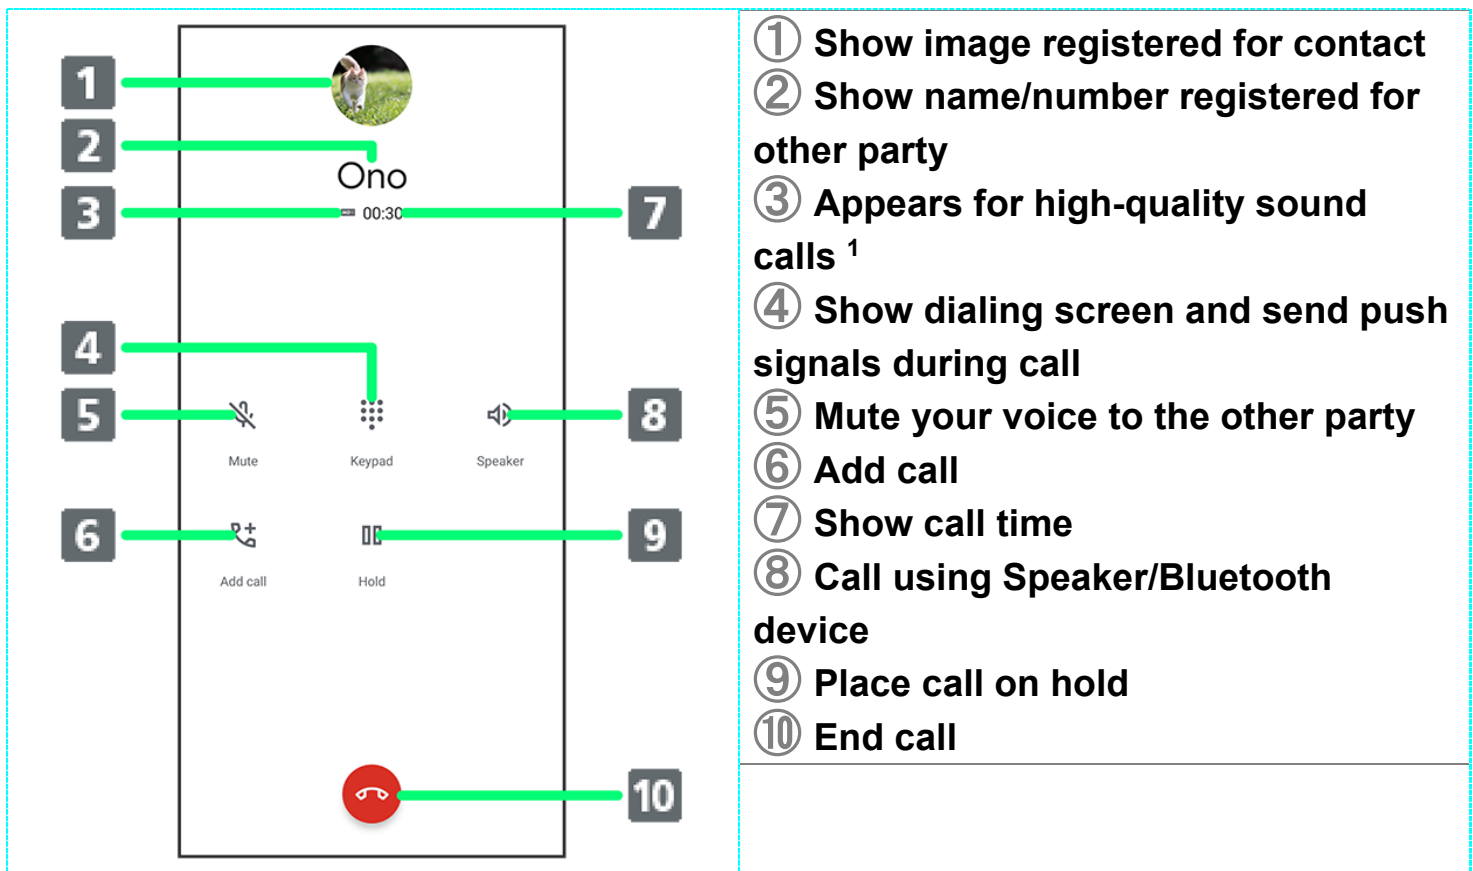 1
2
Ono
3
00:30
7
4
5
8
Mute
Keypad
Speaker
6
9
Add call
Hold
10
① Show image registered for contact
② Show name/number registered for
other party
③ Appears for high-quality sound
calls ¹
④ Show dialing screen and send push
signals during call
⑤ Mute your voice to the other party
⑥ Add call
⑦ Show call time
⑧ Call using Speaker/Bluetooth
device
⑨ Place call on hold
⑩ End call